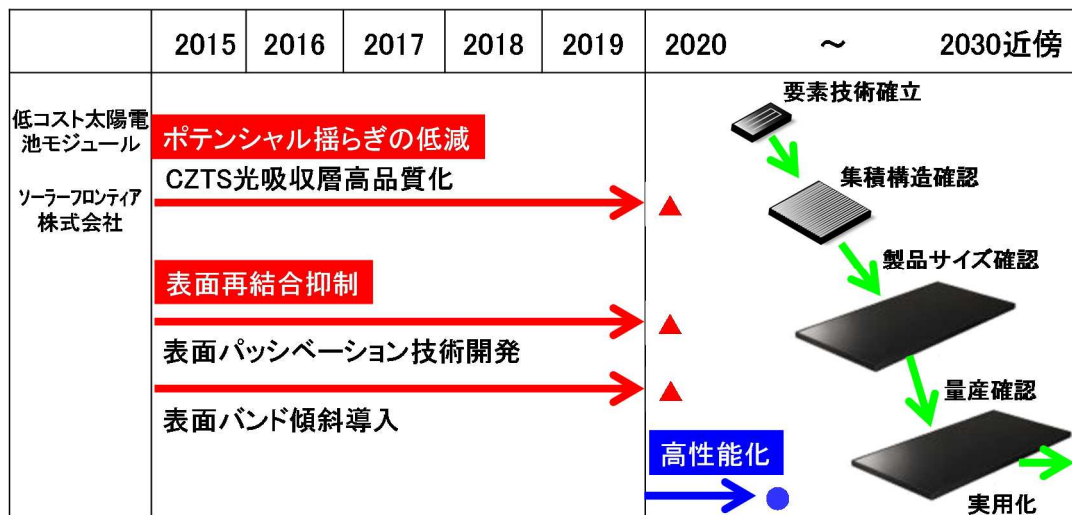 2015 2016 2017 2018 2019 2020 ～ 2030近傍
低コスト太陽電
池モジュール
ソーラーフロンティア
株式会社
ポテンシャル揺らぎの低減
CZTS光吸収層高品質化
表面再結合抑制
表面パッシベーション技術開発
表面バンド傾斜導入
高性能化
要素技術確立
集積構造確認
製品サイズ確認
量産確認
実用化